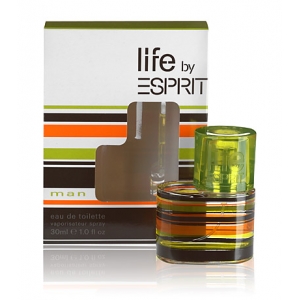 life by
ESPRIT
man
eau de toilette
vaporisateur spray
30ml e 1.0 fl oz